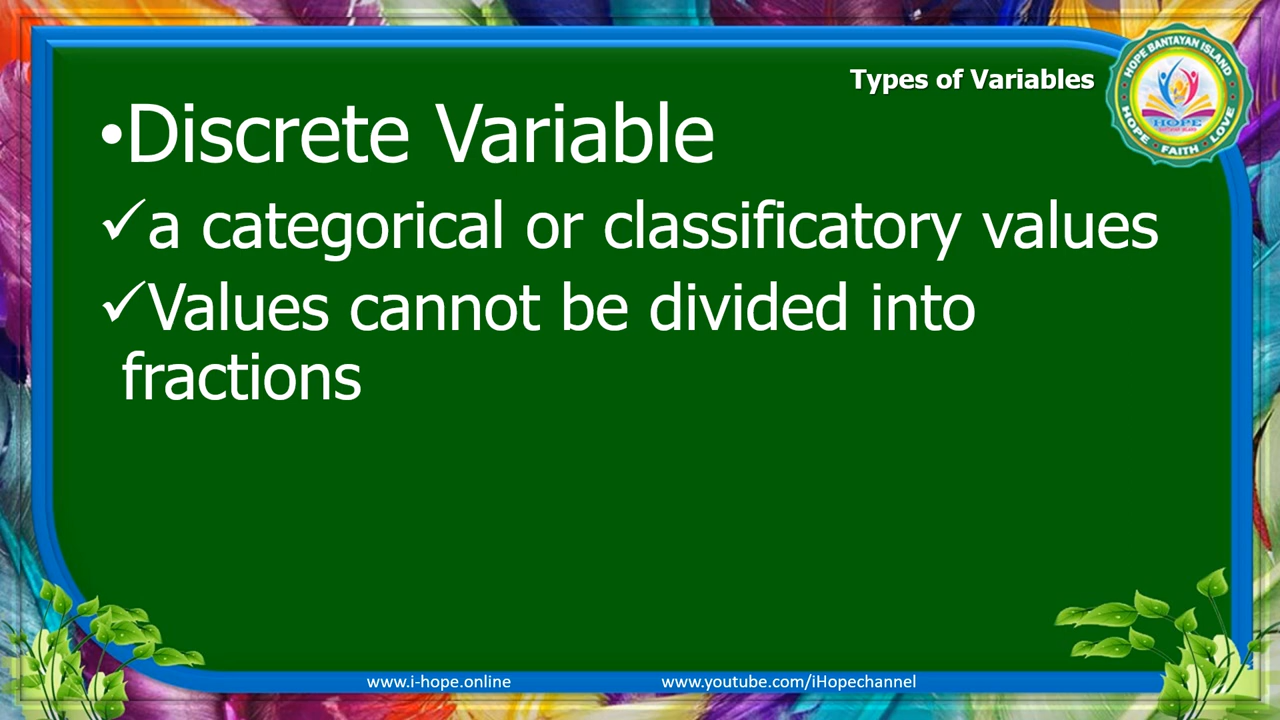 Types of Variables
HOPE BANTAYAN ISLAND
HOPE
HOPE • FAITH • LOVE
•Discrete Variable
✓a categorical or classificatory values
✓Values cannot be divided into
fractions
www.i-hope.online
www.youtube.com/iHopechannel